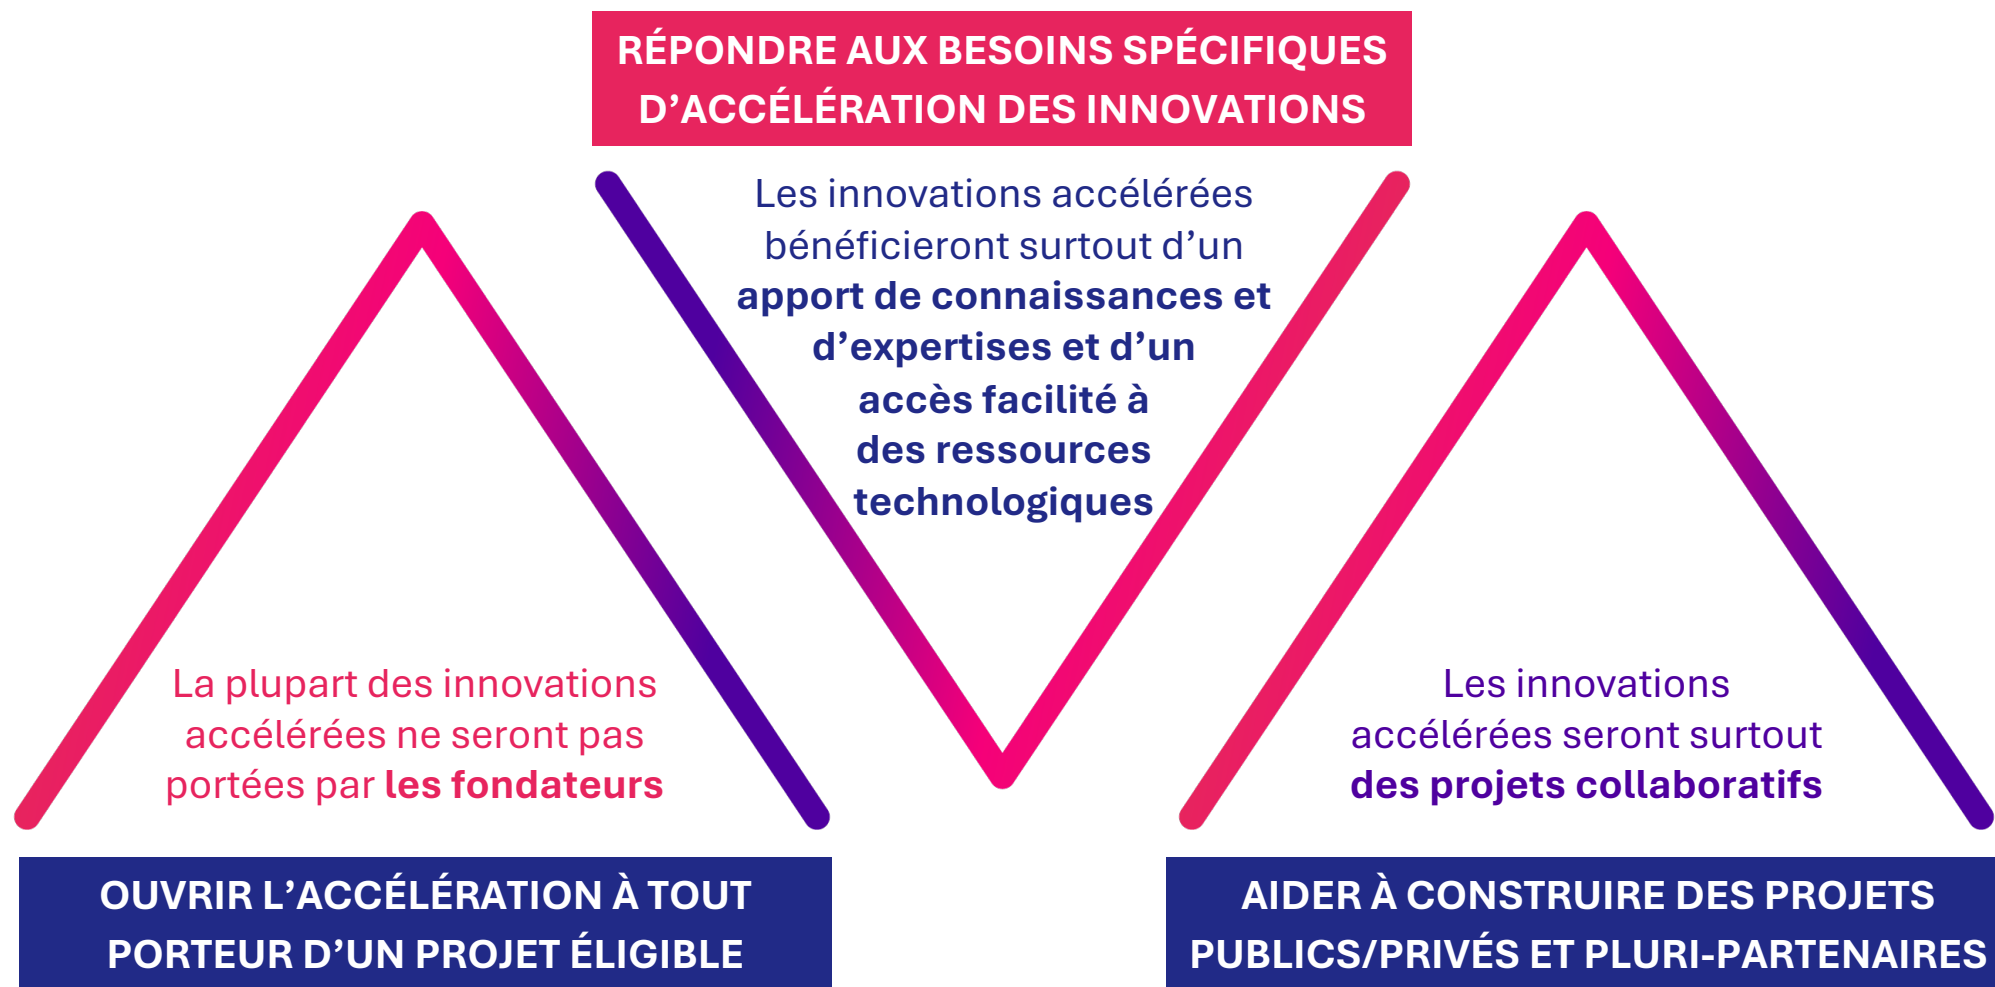 RÉPONDRE AUX BESOINS SPÉCIFIQUES
D’ACCÉLÉRATION DES INNOVATIONS
Les innovations accélérées
bénéficieront surtout d’un
apport de connaissances et
d’expertises et d’un
accès facilité à
des ressources
technologiques
La plupart des innovations
accélérées ne seront pas
portées par les fondateurs
OUVRIR L’ACCÉLÉRATION À TOUT
PORTEUR D’UN PROJET ÉLIGIBLE
Les innovations
accélérées seront surtout
des projets collaboratifs
AIDER À CONSTRUIRE DES PROJETS
PUBLICS/PRIVÉS ET PLURI-PARTENAIRES